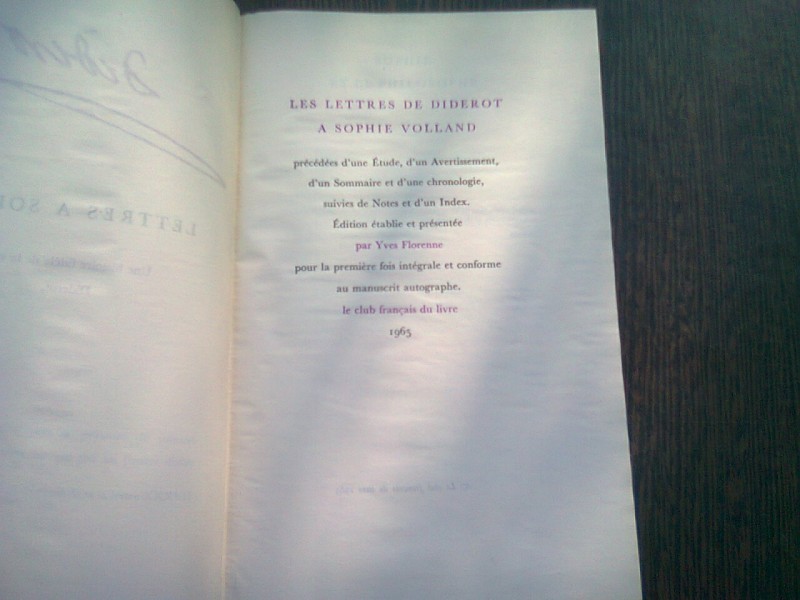 LES LETTRES DE DIDEROT
A SOPHIE VOLLAND
précédées d'une Étude, d'un Avertissement,
d'un Sommaire et d'une chronologie,
suivies de Notes et d'un Index.
Édition établie et présentée
par Yves Florenne
pour la première fois intégrale et conforme
au manuscrit autographe.
le club français du livre
1965